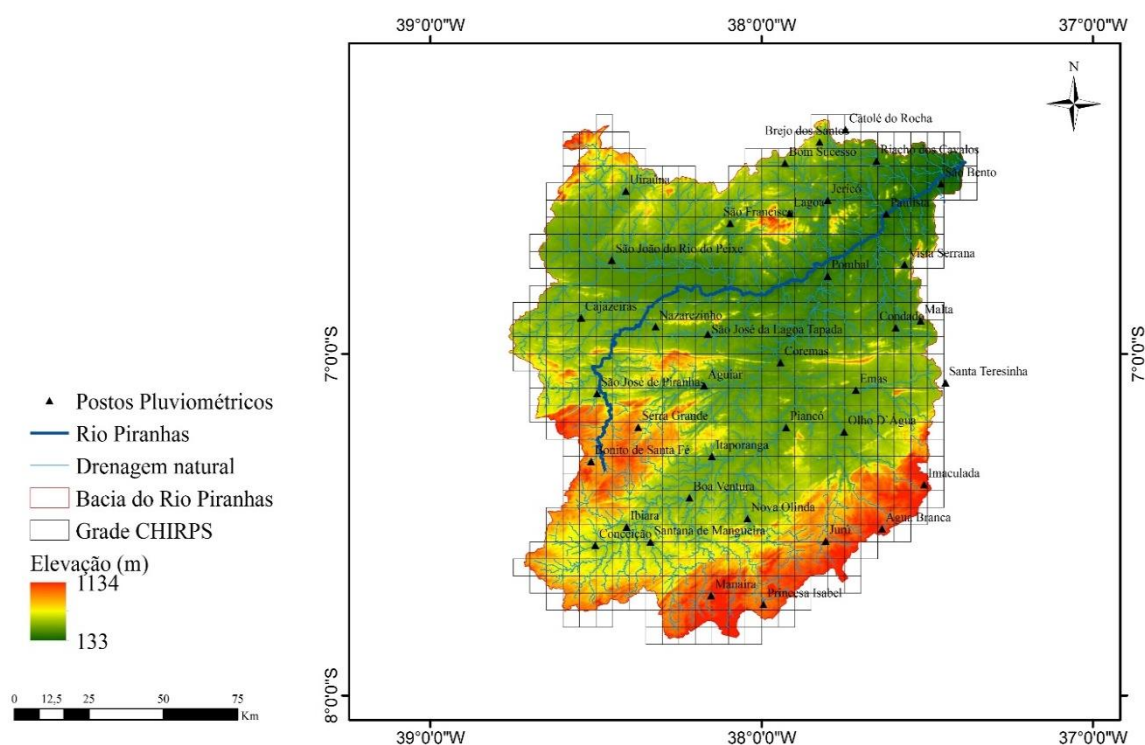 39°0'0"W
38°0'0"W
37°0'0"W
N
Catolé do Rocha
Brejo dos Santos
Riacho dos Cavalos
Bom Sucesso
São Bento
Uiraúna
Jericó
Lagoa
Paulista
São Francisco
São João do Rio do Peixe
Vista Serrana
Pombal
Cajazeiras
Nazarezinho
Malta
Condado
São José da Lagoa Tapada
7°0'0"S
7°0'0"S
Coremas
Aguiar
Emas
Santa Teresinha
São José de Piranhas
Serra Grande
Piancó
Olho D'Água
Bonito de Santa Fé
Itaporanga
Imaculada
Boa Ventura
Nova Olinda
Água Branca
Ibiara
Juru
Conceição
Santana de Mangueira
Manaíra
Princesa Isabel
8°0'0"S
8°0'0"S
39°0'0"W
38°0'0"W
37°0'0"W
Postos Pluviométricos
Rio Piranhas
Drenagem natural
Bacia do Rio Piranhas
Grade CHIRPS
Elevação (m)
1134
133
0 12,5 25 50 75
Km